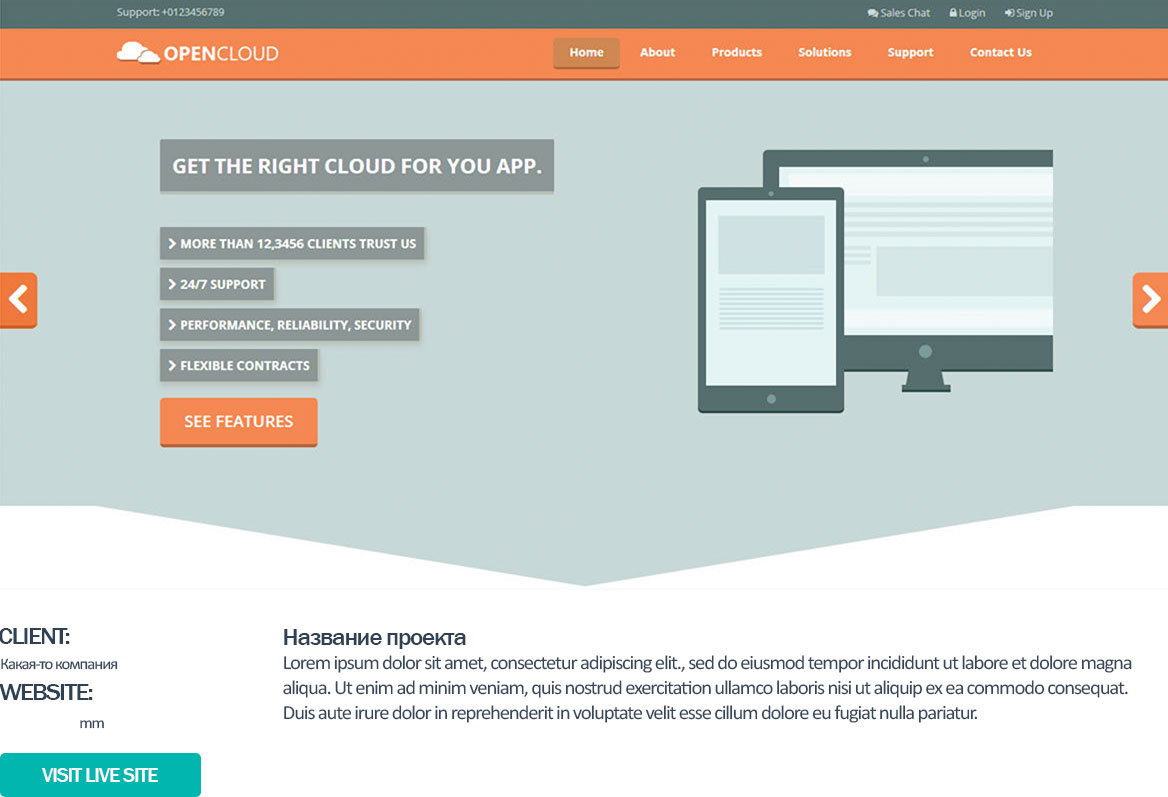 Support: +0123456789
Sales Chat Login Sign Up
OPENCLOUD
Home About Products Solutions Support Contact Us
GET THE RIGHT CLOUD FOR YOU APP.
MORE THAN 12,3456 CLIENTS TRUST US
24/7 SUPPORT
PERFORMANCE, RELIABILITY, SECURITY
FLEXIBLE CONTRACTS
SEE FEATURES
CLIENT:
Какая-то компания
WEBSITE:
mm
VISIT LIVE SITE
Название проекта
Lorem ipsum dolor sit amet, consectetur adipiscing elit., sed do eiusmod tempor incididunt ut labore et dolore magna
aliqua. Ut enim ad minim veniam, quis nostrud exercitation ullamco laboris nisi ut aliquip ex ea commodo consequat.
Duis aute irure dolor in reprehenderit in voluptate velit esse cillum dolore eu fugiat nulla pariatur.